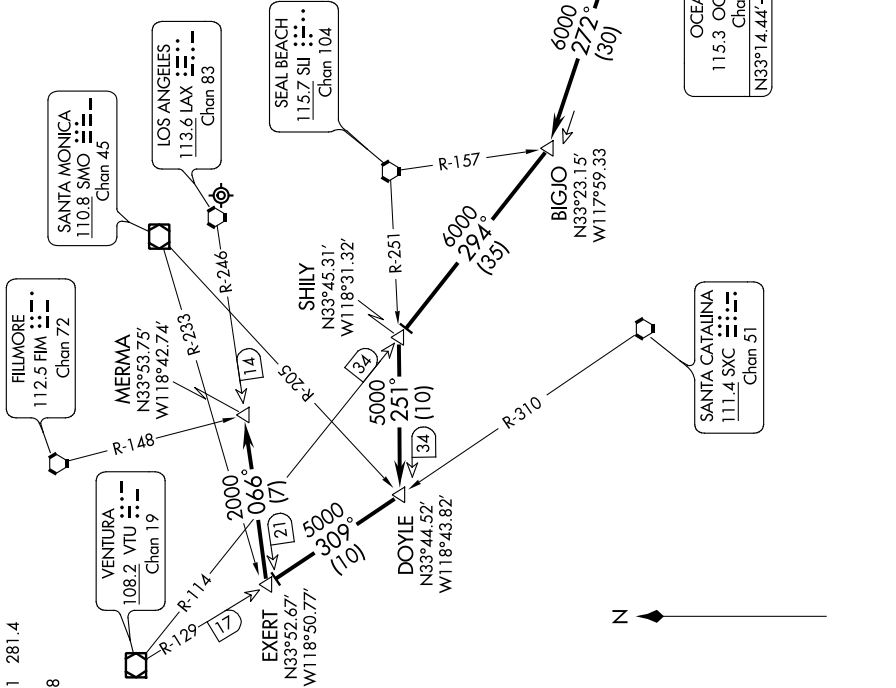 1 281.4
8
FILLMORE
112.5 FIM
Chan 72
SANTA MONICA
110.8 SMO
Chan 45
LOS ANGELES
113.6 LAX
Chan 83
SEAL BEACH
115.7 SLI
Chan 104
OCEA
115.3 OC
Cha
N33°14.44'-
VENTURA
108.2 VTU
Chan 19
SANTA CATALINA
111.4 SXC
Chan 51
MERMA
N33°53.75'
W118°42.74'
SHILY
N33°45.31'
W118°31.32'
BIGJO
N33°23.15'
W117°59.33
DOYLE
N33°44.52'
W118°43.82'
EXERT
N33°52.67'
W118°50.77'
R-148
R-233
R-246
R-205
R-251
R-157
R-310
R-114
R-129
14
34
34
21
17
6000
272°
(30)
6000
294°
(35)
5000
251°
(10)
5000
309°
(10)
2000
066°
(7)
N